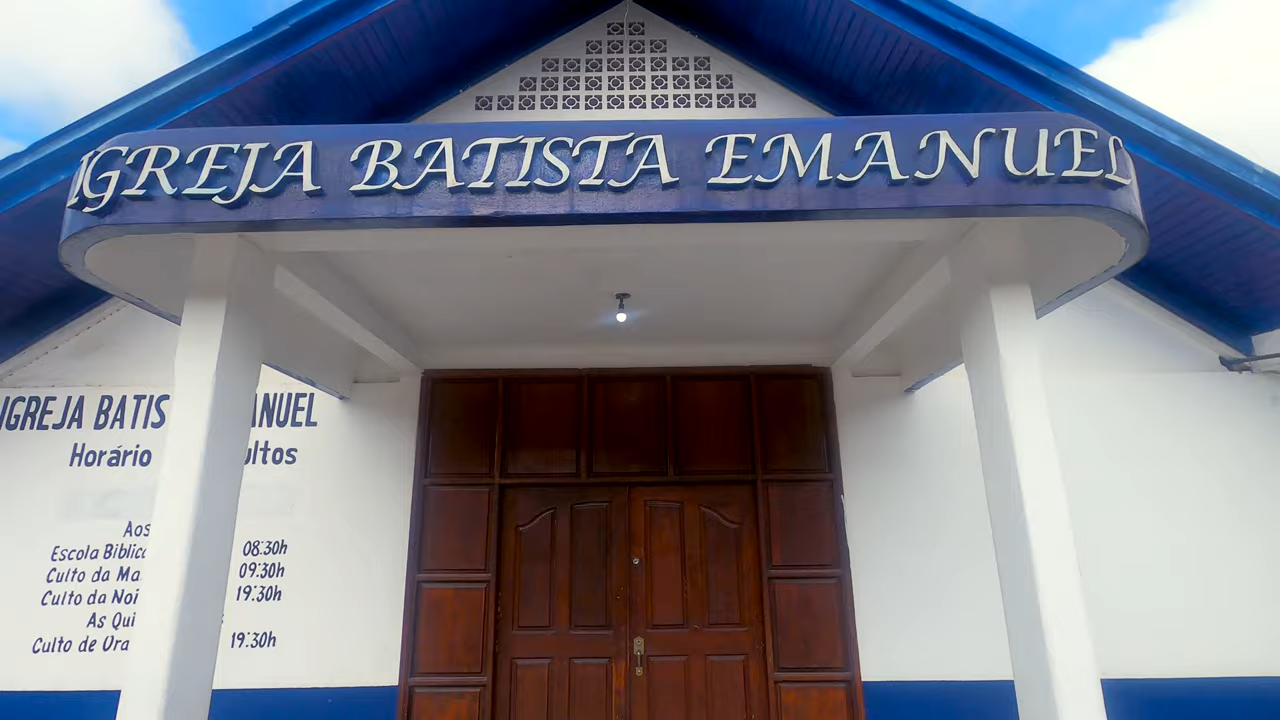 IGREJA BATISTA EMANUEL
IGREJA BATIS ANUEL
Horário ultos
Aos
Escola Biblic 08:30h
Culto da Ma 09:30h
Culto da Noi 19:30h
As Qui
Culto de Ora 19:30h